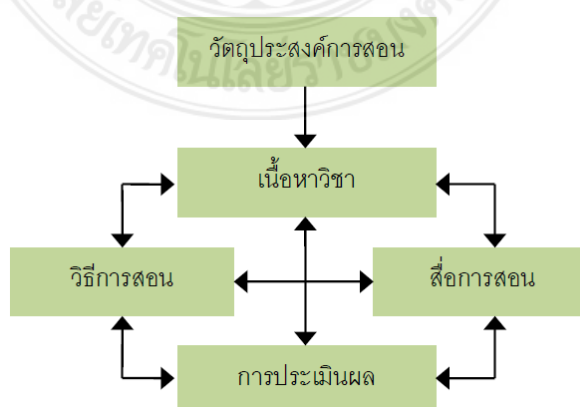 วัตถุประสงค์การสอน
เนื้อหาวิชา
วิธีการสอน
สื่อการสอน
การประเมินผล